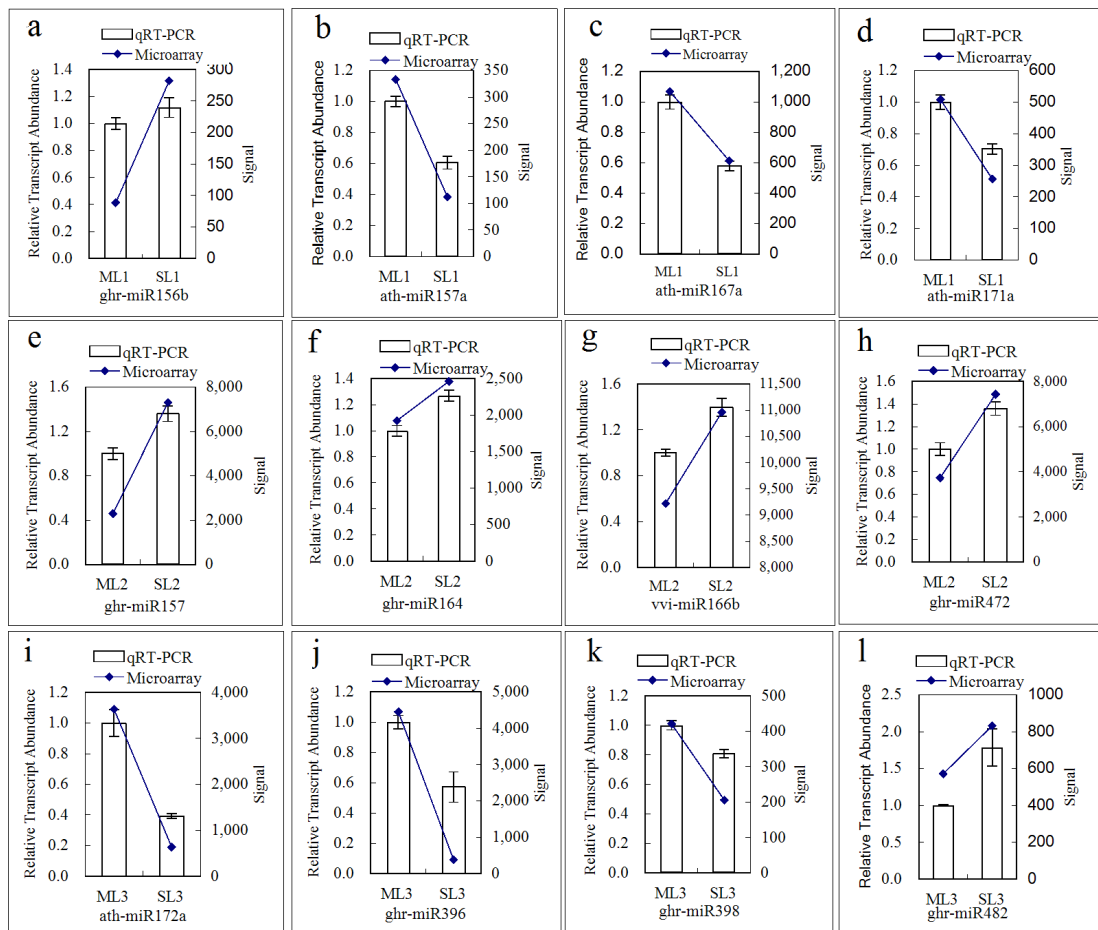 a
qRT-PCR
Microarray
Relative Transcript Abundance
1.4
1.2
1.0
0.8
0.6
0.4
0.2
0.0
300
250
200
150
100
50
0
Signal
ML1 SL1
ghr-miR156b
b
qRT-PCR
Microarray
Relative Transcript Abundance
1.2
1.0
0.8
0.6
0.4
0.2
0.0
350
300
250
200
150
100
50
0
Signal
ML1 SL1
ath-miR157a
c
qRT-PCR
Microarray
Relative Transcript Abundance
1.2
1.0
0.8
0.6
0.4
0.2
0.0
1,200
1,000
800
600
400
200
0
Signal
ML1 SL1
ath-miR167a
d
qRT-PCR
Microarray
Relative Transcript Abundance
1.2
1.0
0.8
0.6
0.4
0.2
0.0
600
500
400
300
200
100
0
Signal
ML1 SL1
ath-miR171a
e
qRT-PCR
Microarray
Relative Transcript Abundance
1.6
1.2
0.8
0.4
0.0
8,000
6,000
4,000
2,000
0
Signal
ML2 SL2
ghr-miR157
f
qRT-PCR
Microarray
Relative Transcript Abundance
1.4
1.2
1.0
0.8
0.6
0.4
0.2
0.0
2,500
2,000
1,500
1,000
500
0
Signal
ML2 SL2
ghr-miR164
g
qRT-PCR
Microarray
Relative Transcript Abundance
1.6
1.2
0.8
0.4
0.0
11,500
11,000
10,500
10,000
9,500
9,000
8,500
8,000
Signal
ML2 SL2
vvi-miR166b
h
qRT-PCR
Microarray
Relative Transcript Abundance
1.6
1.4
1.2
1.0
0.8
0.6
0.4
0.2
0.0
8,000
6,000
4,000
2,000
0
Signal
ML2 SL2
ghr-miR472
i
qRT-PCR
Microarray
Relative Transcript Abundance
1.2
1.0
0.8
0.6
0.4
0.2
0.0
4,000
3,000
2,000
1,000
0
Signal
ML3 SL3
ath-miR172a
j
qRT-PCR
Microarray
Relative Transcript Abundance
1.2
1.0
0.8
0.6
0.4
0.2
0.0
5,000
4,000
3,000
2,000
1,000
0
Signal
ML3 SL3
ghr-miR396
k
qRT-PCR
Microarray
Relative Transcript Abundance
1.2
1.0
0.8
0.6
0.4
0.2
0.0
500
400
300
200
100
0
Signal
ML3 SL3
ghr-miR398
l
qRT-PCR
Microarray
Relative Transcript Abundance
2.5
2.0
1.5
1.0
0.5
0.0
1000
800
600
400
200
0
Signal
ML3 SL3
ghr-miR482